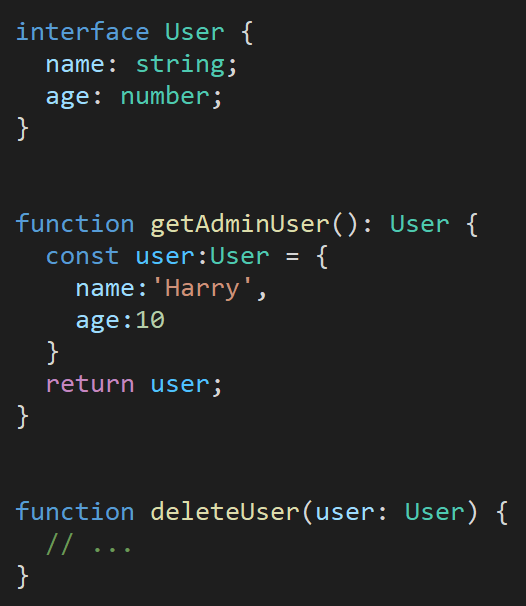 interface User {
  name: string;
  age: number;
}
function getAdminUser(): User {
  const user:User = {
    name:'Harry',
    age:10
  }
  return user;
}
function deleteUser(user: User) {
  // ...
}